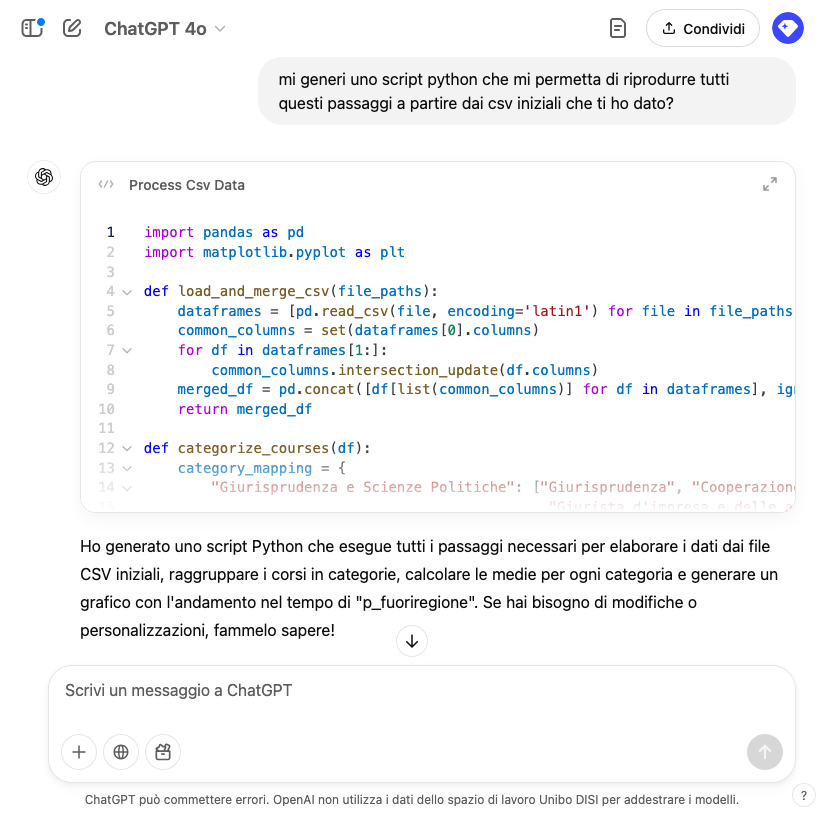 ChatGPT 4o
Condividi
mi generi uno script python che mi permetta di riprodurre tutti
questi passaggi a partire dai csv iniziali che ti ho dato?
Process Csv Data
1 import pandas as pd
2 import matplotlib.pyplot as plt
3
4 def load_and_merge_csv(file_paths):
5     dataframes = [pd.read_csv(file, encoding='latin1') for file in file_paths
6     common_columns = set(dataframes[0].columns)
7     for df in dataframes[1:]:
8         common_columns.intersection_update(df.columns)
9     merged_df = pd.concat([df[list(common_columns)] for df in dataframes], ig
10     return merged_df
11
12 def categorize_courses(df):
13     category_mapping = {
14         "Giurisprudenza e Scienze Politiche": ["Giurisprudenza", "Cooperazione
15 "Giurista d'impresa e delle a
Ho generato uno script Python che esegue tutti i passaggi necessari per elaborare i dati dai file
CSV iniziali, raggruppare i corsi in categorie, calcolare le medie per ogni categoria e generare un
grafico con l'andamento nel tempo di "p_fuoriregione". Se hai bisogno di modifiche o
personalizzazioni, fammelo sapere!
Scrivi un messaggio a ChatGPT
ChatGPT può commettere errori. OpenAI non utilizza i dati dello spazio di lavoro Unibo DISI per addestrare i modelli.
?